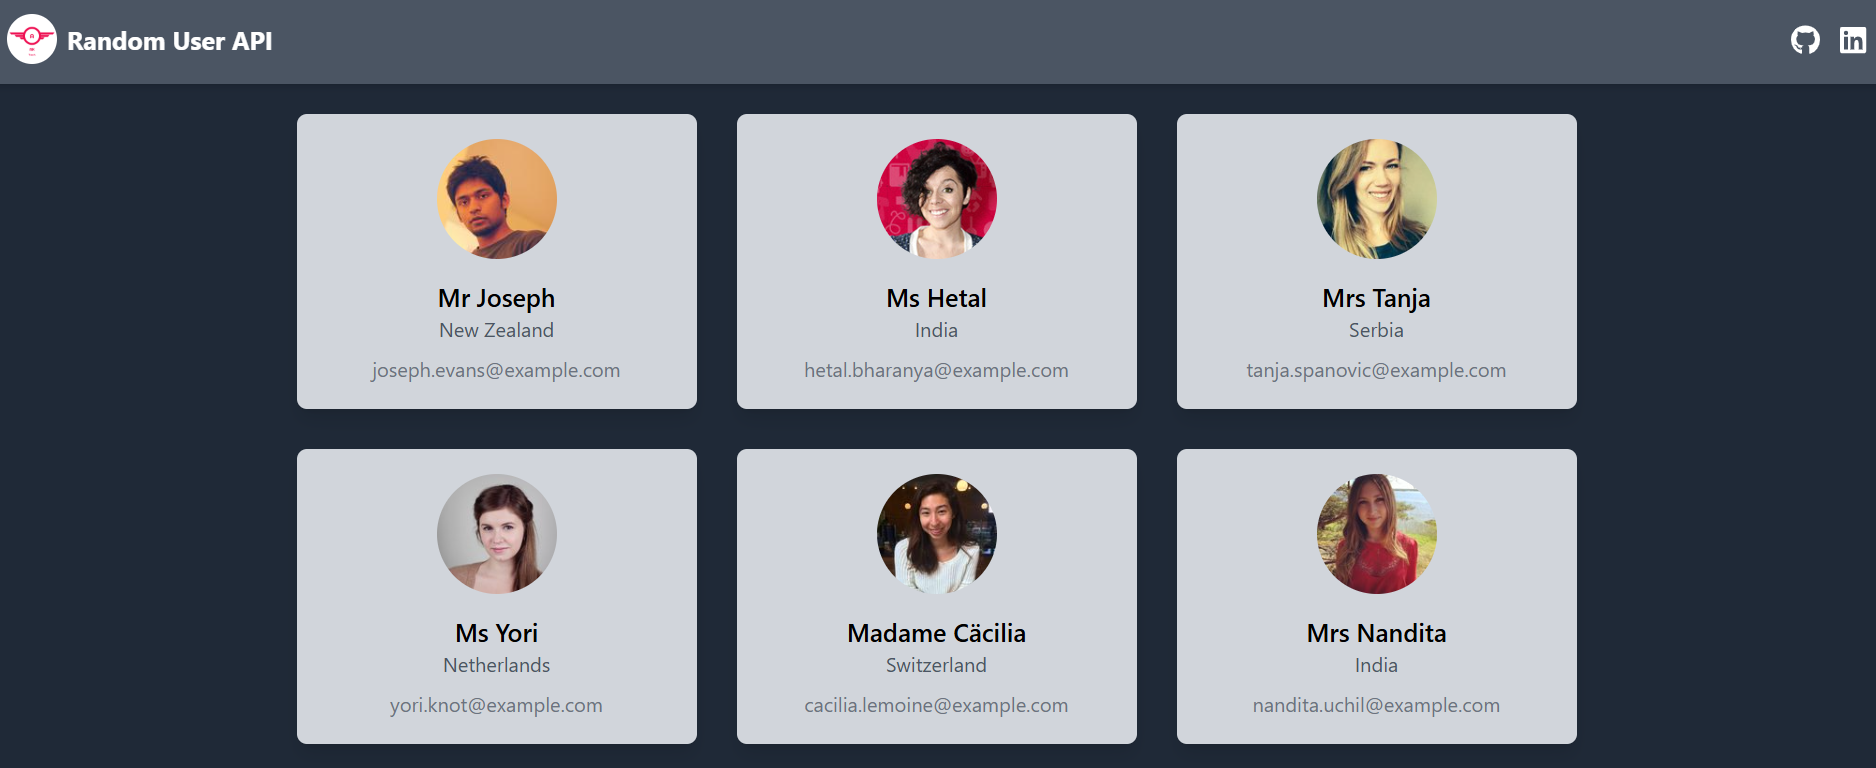 Random User API
Mr Joseph
New Zealand
joseph.evans@example.com
Ms Hetal
India
hetal.bharanya@example.com
Mrs Tanja
Serbia
tanja.spanovic@example.com
Ms Yori
Netherlands
yori.knot@example.com
Madame Cäcilia
Switzerland
cacilia.lemoine@example.com
Mrs Nandita
India
nandita.uchil@example.com